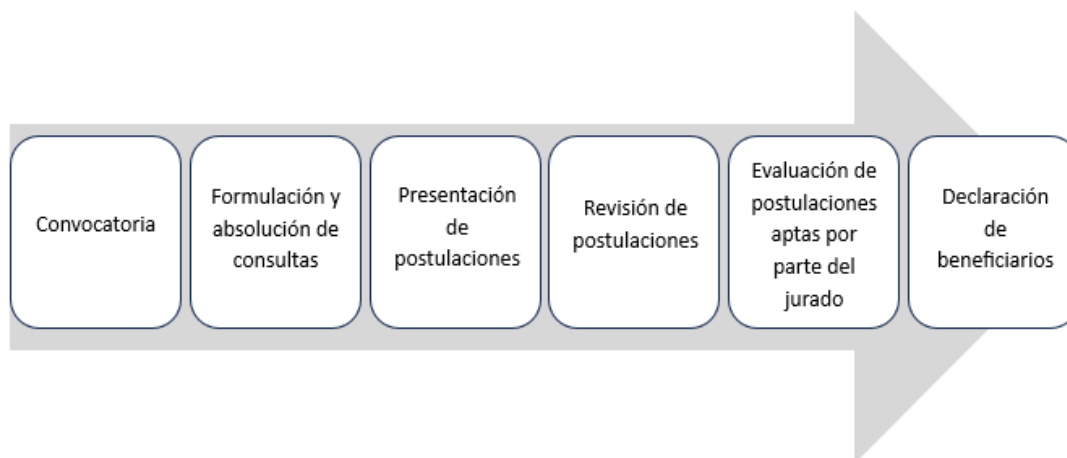 Convocatoria
Formulación y
absolución de
consultas
Presentación
de
postulaciones
Revisión de
postulaciones
Evaluación de
postulaciones
aptas por
parte del
jurado
Declaración
de
beneficiarios